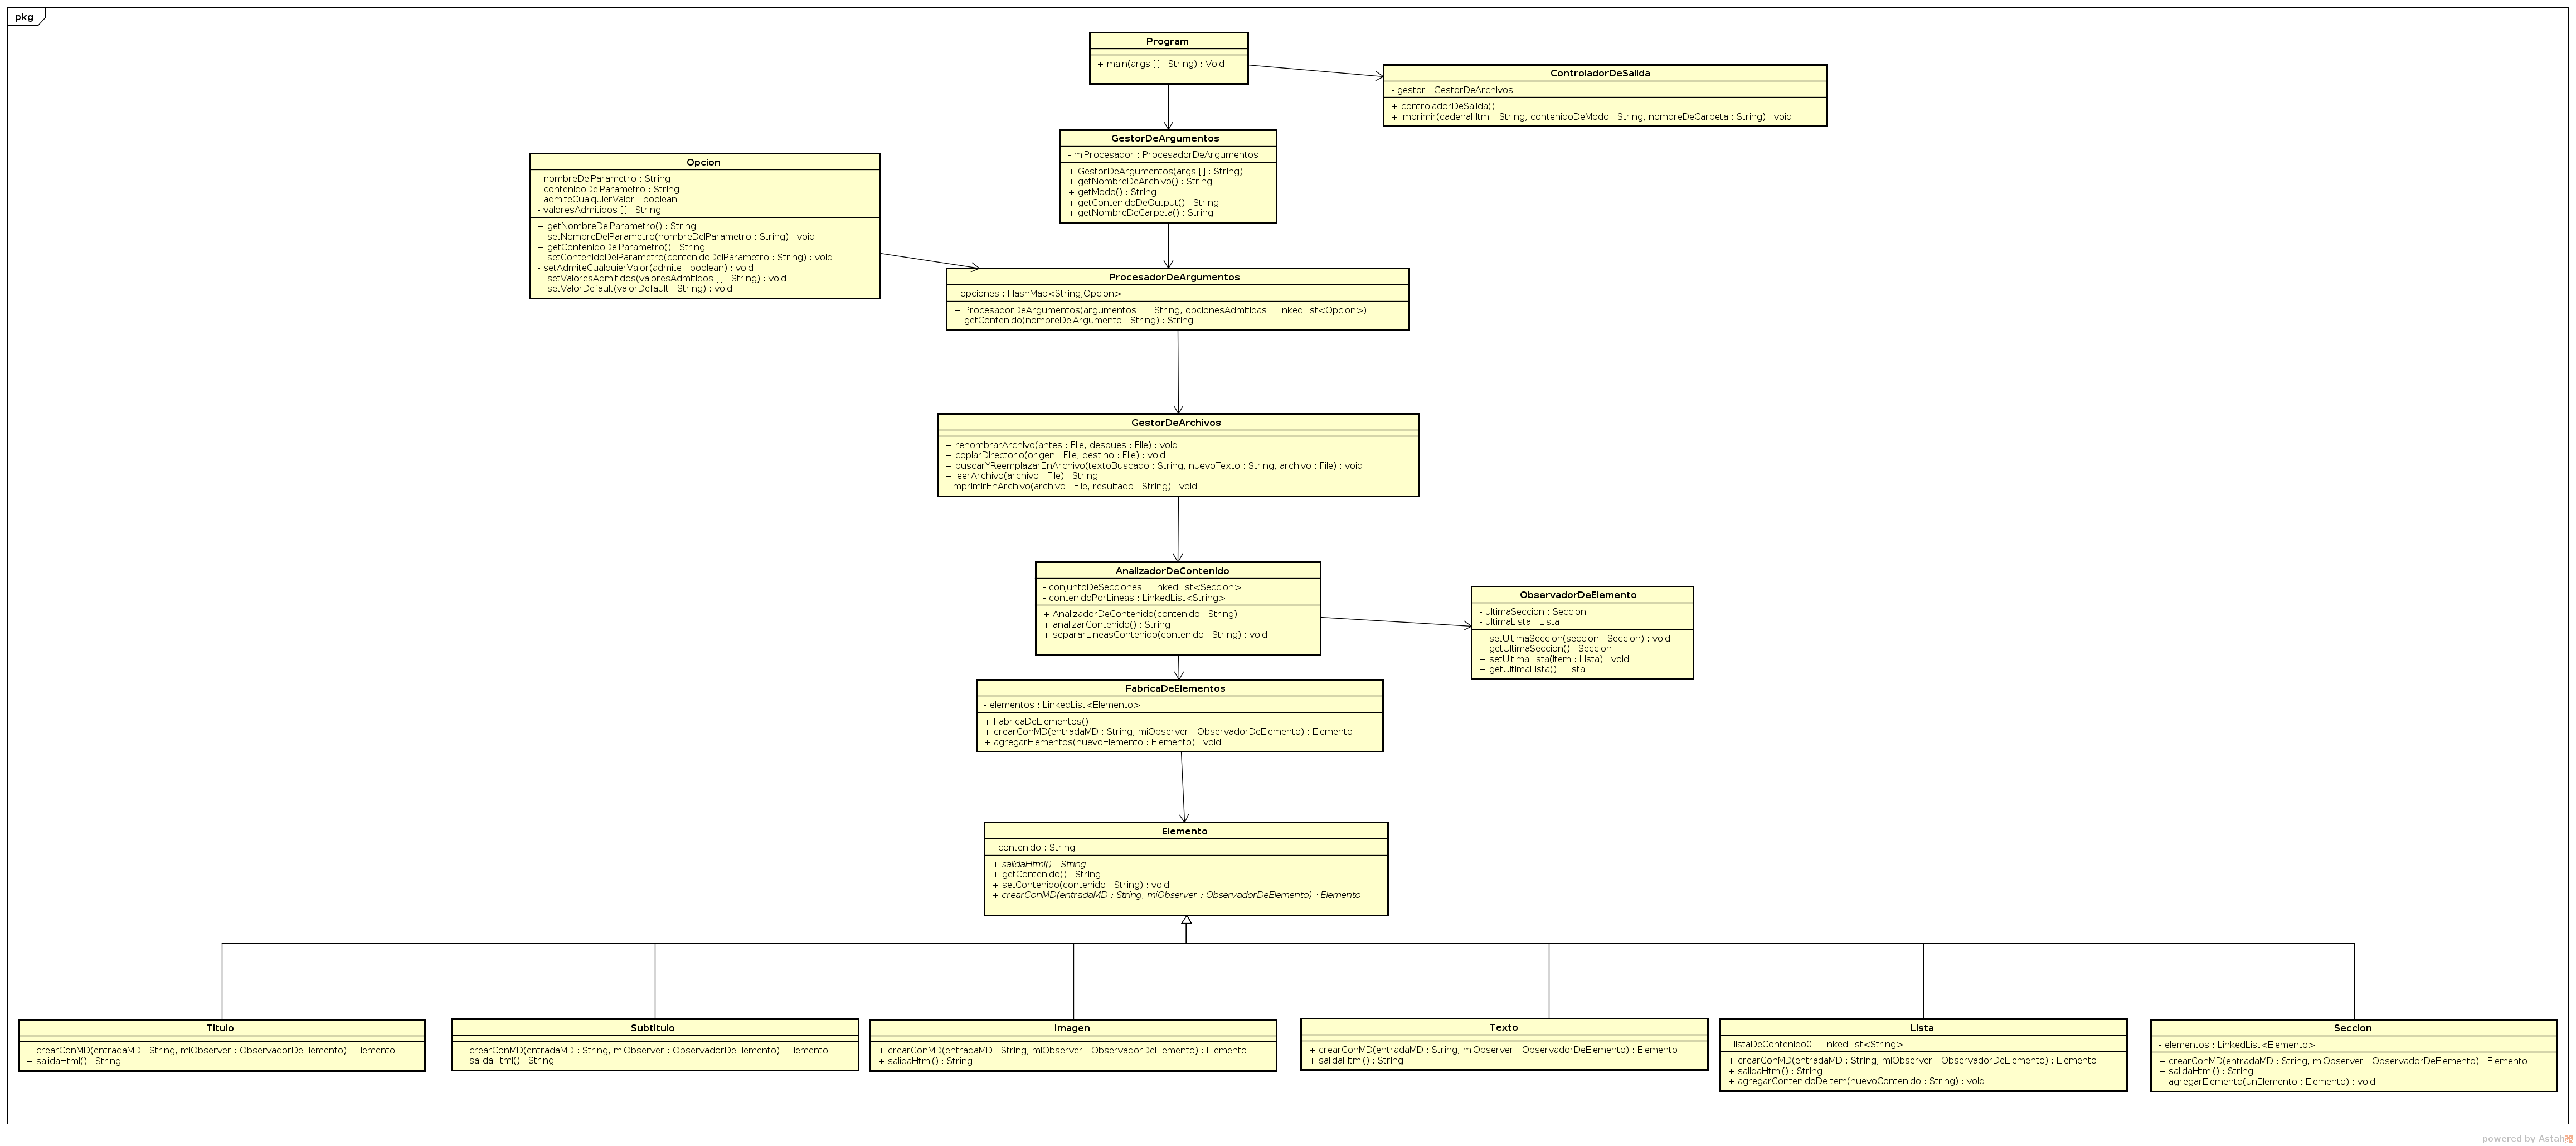 pkg
Program
+ main(args [] : String) : Void
ControladorDeSalida
- gestor : GestorDeArchivos
+ controladorDeSalida()
+ imprimir(cadenaHtml : String, contenidoDeModo : String, nombreDeCarpeta : String) : void
GestorDeArgumentos
- miProcesador : ProcesadorDeArgumentos
+ GestorDeArgumentos(args [] : String)
+ getNombreDeArchivo() : String
+ getModo() : String
+ getContenidoDeOutput() : String
+ getNombreDeCarpeta() : String
Opcion
- nombreDelParametro : String
- contenidoDelParametro : String
- admiteCualquierValor : boolean
- valoresAdmitidos [] : String
+ getNombreDelParametro() : String
+ setNombreDelParametro(nombreDelParametro : String) : void
+ getContenidoDelParametro() : String
+ setContenidoDelParametro(contenidoDelParametro : String) : void
- setAdmiteCualquierValor(admite : boolean) : void
+ setValoresAdmitidos(valoresAdmitidos [] : String) : void
+ setValorDefault(valorDefault : String) : void
ProcesadorDeArgumentos
- opciones : HashMap<String,Opcion>
+ ProcesadorDeArgumentos(argumentos [] : String, opcionesAdmitidas : LinkedList<Opcion>)
+ getContenido(nombreDelArgumento : String) : String
GestorDeArchivos
+ renombrarArchivo(antes : File, despues : File) : void
+ copiarDirectorio(origen : File, destino : File) : void
+ buscarYReemplazarEnArchivo(textoBuscado : String, nuevoTexto : String, archivo : File) : void
+ leerArchivo(archivo : File) : String
- imprimirEnArchivo(archivo : File, resultado : String) : void
AnalizadorDeContenido
- conjuntoDeSecciones : LinkedList<Seccion>
- contenidoPorLineas : LinkedList<String>
+ AnalizadorDeContenido(contenido : String)
+ analizarContenido() : String
+ separarLineasContenido(contenido : String) : void
ObservadorDeElemento
- ultimaSeccion : Seccion
- ultimaLista : Lista
+ setUltimaSeccion(seccion : Seccion) : void
+ getUltimaSeccion() : Seccion
+ setUltimaLista(item : Lista) : void
+ getUltimaLista() : Lista
FabricaDeElementos
- elementos : LinkedList<Elemento>
+ FabricaDeElementos()
+ crearConMD(entradaMD : String, miObserver : ObservadorDeElemento) : Elemento
+ agregarElementos(nuevoElemento : Elemento) : void
Elemento
- contenido : String
+ salidaHtml() : String
+ getContenido() : String
+ setContenido(contenido : String) : void
+ crearConMD(entradaMD : String, miObserver : ObservadorDeElemento) : Elemento
Titulo
+ crearConMD(entradaMD : String, miObserver : ObservadorDeElemento) : Elemento
+ salidaHtml() : String
Subtitulo
+ crearConMD(entradaMD : String, miObserver : ObservadorDeElemento) : Elemento
+ salidaHtml() : String
Imagen
+ crearConMD(entradaMD : String, miObserver : ObservadorDeElemento) : Elemento
+ salidaHtml() : String
Texto
+ crearConMD(entradaMD : String, miObserver : ObservadorDeElemento) : Elemento
+ salidaHtml() : String
Lista
- listaDeContenido0 : LinkedList<String>
+ crearConMD(entradaMD : String, miObserver : ObservadorDeElemento) : Elemento
+ salidaHtml() : String
+ agregarContenidoDeItem(nuevoContenido : String) : void
Seccion
- elementos : LinkedList<Elemento>
+ crearConMD(entradaMD : String, miObserver : ObservadorDeElemento) : Elemento
+ salidaHtml() : String
+ agregarElemento(unElemento : Elemento) : void
powered by Astah